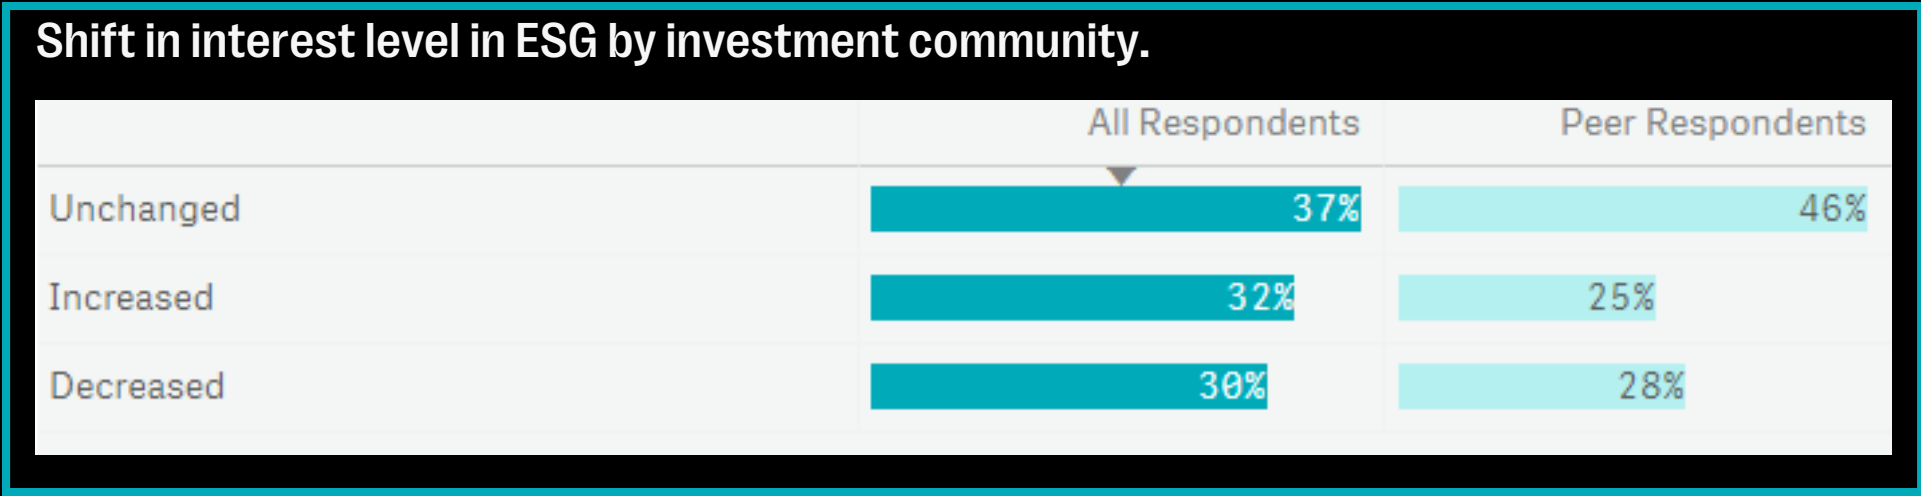 Shift in interest level in ESG by investment community.
All Respondents Peer Respondents
Unchanged 37% 46%
Increased 32% 25%
Decreased 30% 28%